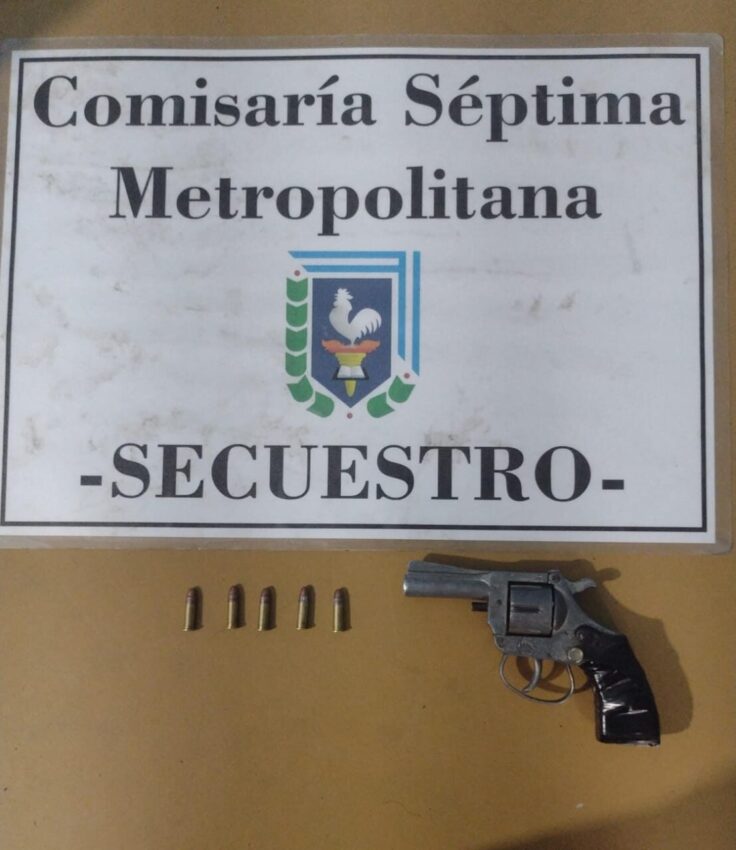 Comisaría Séptima
Metropolitana
-SECUESTRO-